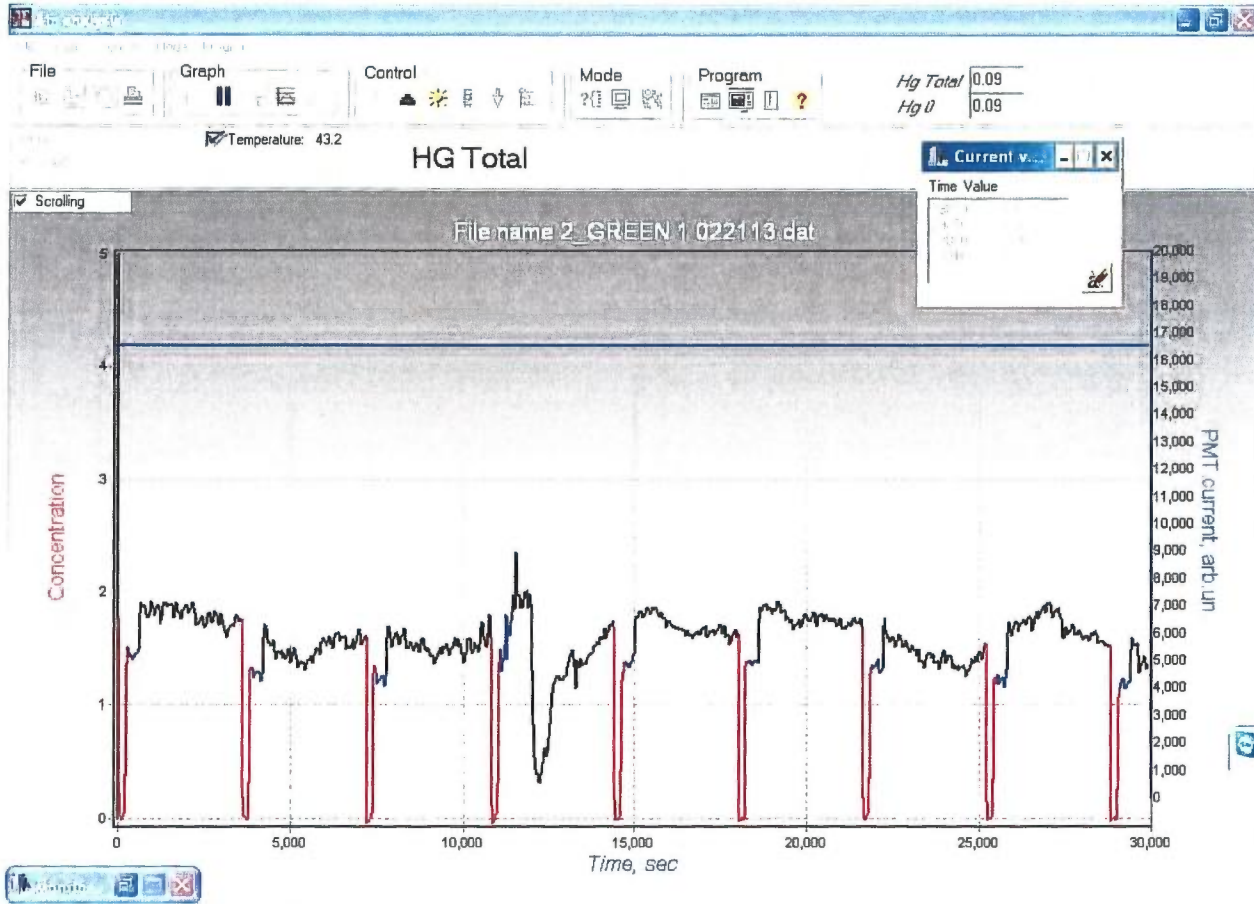 File
Graph
Control
Mode
Program
Hg Total 0.09
Hg 0 0.09
Temperature: 43.2
HG Total
Current v....
Time Value
Scrolling
File name 2_GREEN 1 022113.dat
5
4
3
2
1
0
Concentration
20,000
19,000
18,000
17,000
16,000
15,000
14,000
13,000
12,000
11,000
10,000
9,000
8,000
7,000
6,000
5,000
4,000
3,000
2,000
1,000
0
PMT current, arb.un
0
5,000
10,000
15,000
20,000
25,000
30,000
Time, sec